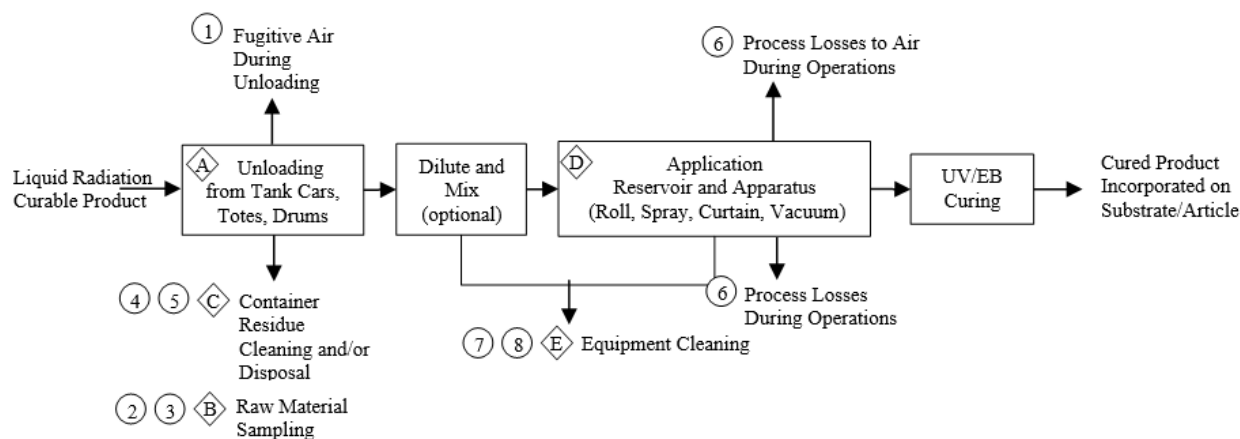 1 Fugitive Air
During
Unloading
6 Process Losses to Air
During Operations
Liquid Radiation
Curable Product
A Unloading
from Tank Cars,
Totes, Drums
Dilute and
Mix
(optional)
D Application
Reservoir and Apparatus
(Roll, Spray, Curtain, Vacuum)
UV/EB
Curing
Cured Product
Incorporated on
Substrate/Article
4 5 C Container
Residue
Cleaning and/or
Disposal
2 3 B Raw Material
Sampling
7 8 E Equipment Cleaning
6 Process Losses
During Operations